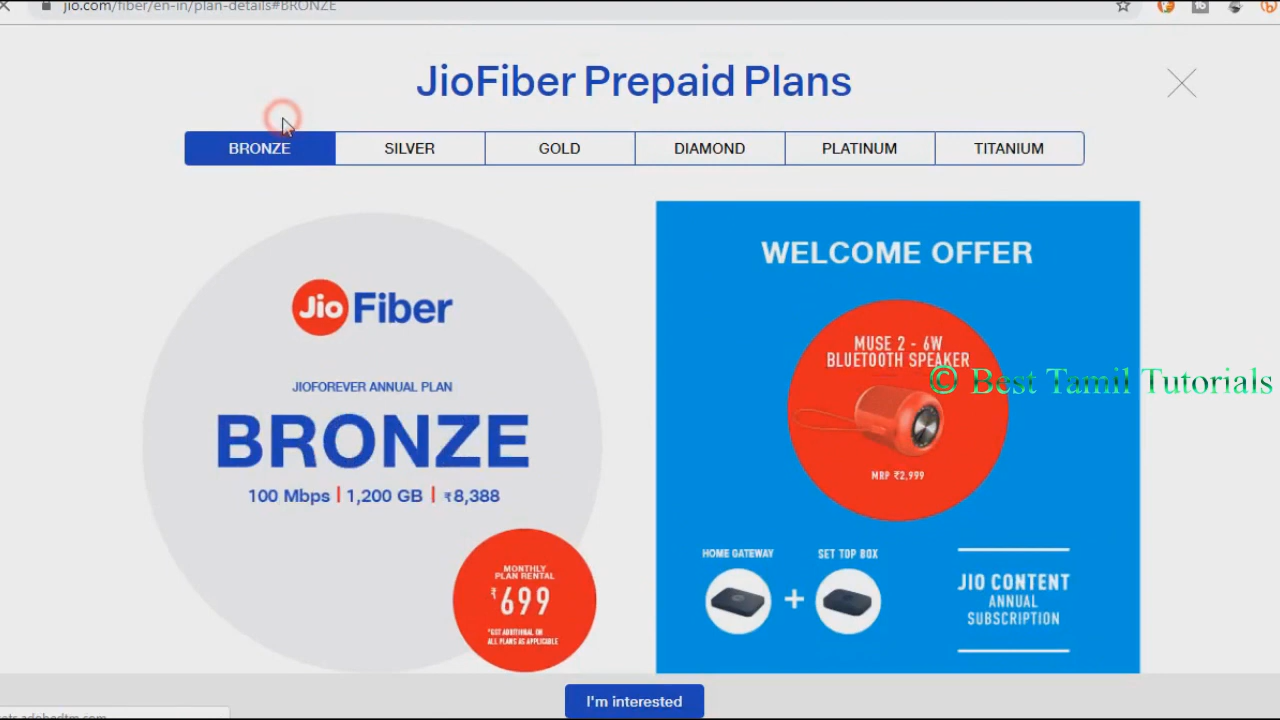 jio.com/fiber/en-in/plan-details#BRONZE
JioFiber Prepaid Plans
BRONZE
SILVER
GOLD
DIAMOND
PLATINUM
TITANIUM
Jio Fiber
JIOFOREVER ANNUAL PLAN
BRONZE
100 Mbps | 1,200 GB | ₹8,388
MONTHLY
PLAN RENTAL
₹699
*GST ADDITIONAL ON
ALL PLANS AS APPLICABLE
WELCOME OFFER
MUSE 2 - 6W
BLUETOOTH SPEAKER
MRP ₹2,999
© Best Tamil Tutorials
HOME GATEWAY
SET TOP BOX
+
JIO CONTENT
ANNUAL
SUBSCRIPTION
I'm interested